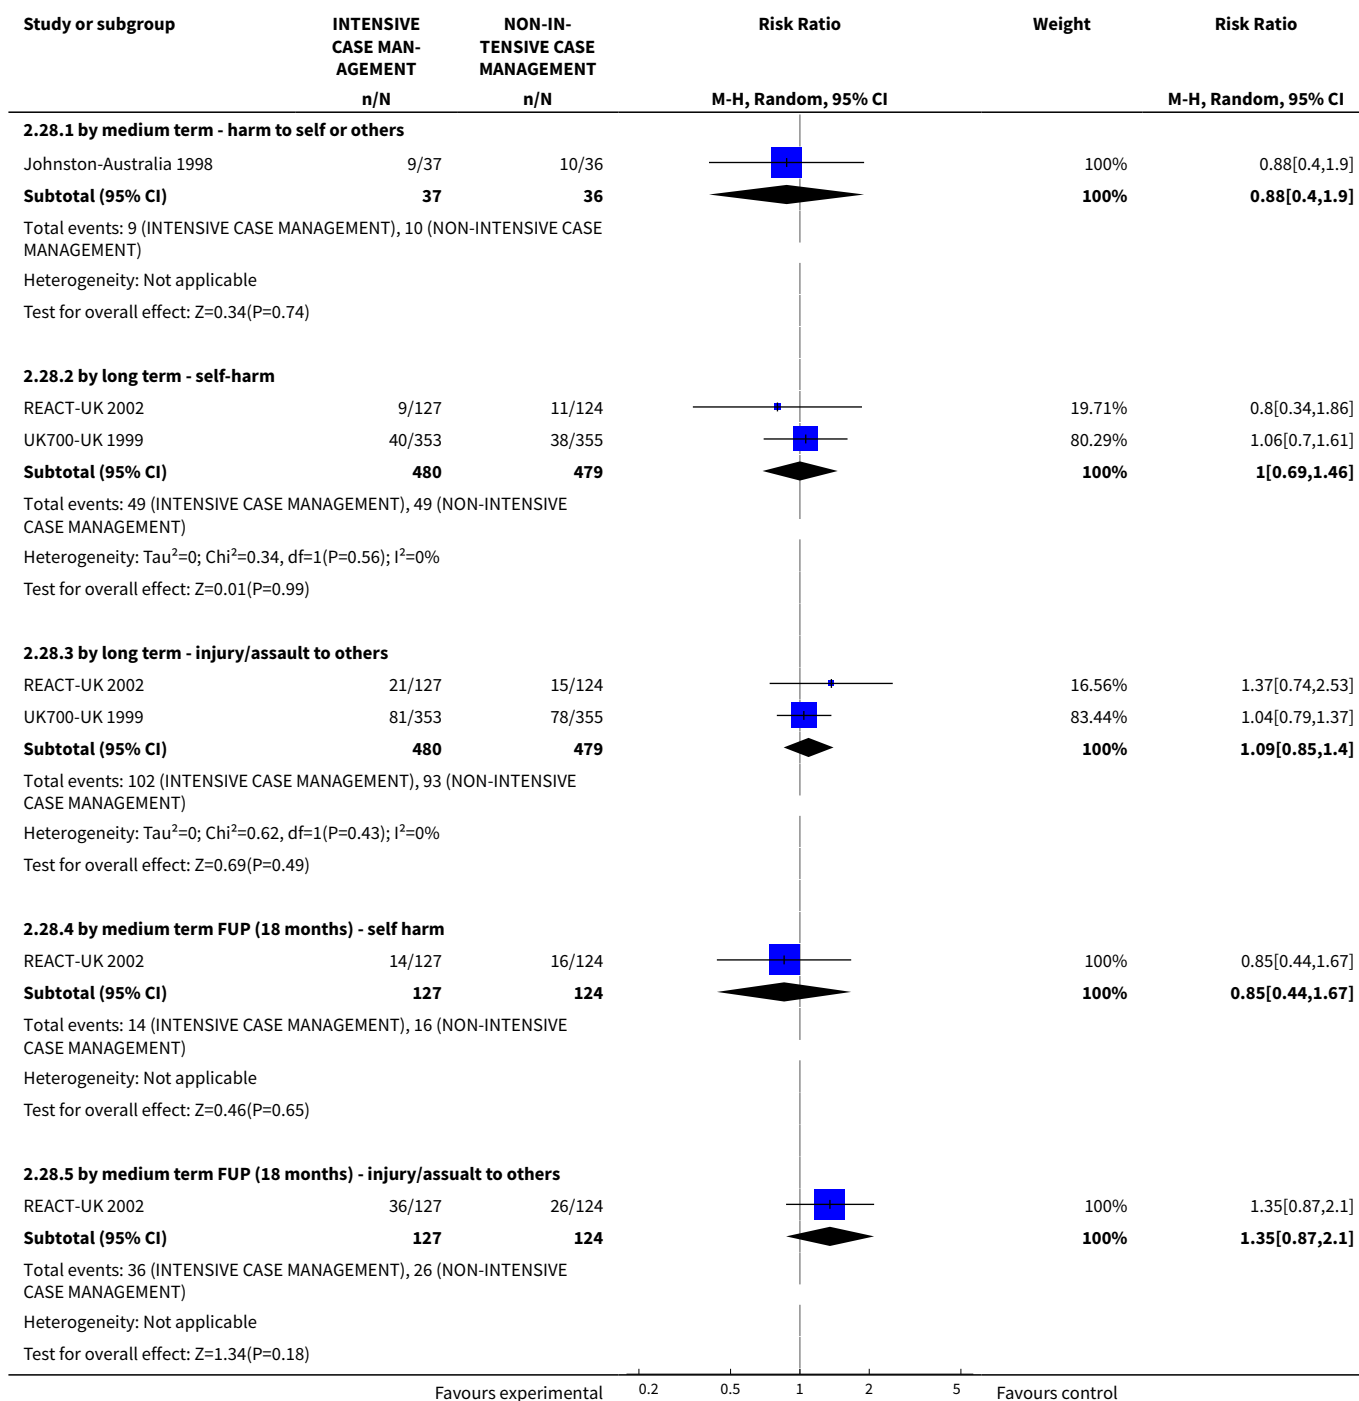 Study or subgroup INTENSIVE CASE MAN- AGEMENT NON-IN- TENSIVE CASE MANAGEMENT Risk Ratio Weight Risk Ratio
n/N n/N M-H, Random, 95% CI M-H, Random, 95% CI
2.28.1 by medium term - harm to self or others
Johnston-Australia 1998 9/37 10/36 100% 0.88[0.4,1.9]
Subtotal (95% CI) 37 36 100% 0.88[0.4,1.9]
Total events: 9 (INTENSIVE CASE MANAGEMENT), 10 (NON-INTENSIVE CASE
MANAGEMENT)
Heterogeneity: Not applicable
Test for overall effect: Z=0.34(P=0.74)
2.28.2 by long term - self-harm
REACT-UK 2002 9/127 11/124 19.71% 0.8[0.34,1.86]
UK700-UK 1999 40/353 38/355 80.29% 1.06[0.7,1.61]
Subtotal (95% CI) 480 479 100% 1[0.69,1.46]
Total events: 49 (INTENSIVE CASE MANAGEMENT), 49 (NON-INTENSIVE
CASE MANAGEMENT)
Heterogeneity: Tau²=0; Chi²=0.34, df=1(P=0.56); I²=0%
Test for overall effect: Z=0.01(P=0.99)
2.28.3 by long term - injury/assault to others
REACT-UK 2002 21/127 15/124 16.56% 1.37[0.74,2.53]
UK700-UK 1999 81/353 78/355 83.44% 1.04[0.79,1.37]
Subtotal (95% CI) 480 479 100% 1.09[0.85,1.4]
Total events: 102 (INTENSIVE CASE MANAGEMENT), 93 (NON-INTENSIVE
CASE MANAGEMENT)
Heterogeneity: Tau²=0; Chi²=0.62, df=1(P=0.43); I²=0%
Test for overall effect: Z=0.69(P=0.49)
2.28.4 by medium term FUP (18 months) - self harm
REACT-UK 2002 14/127 16/124 100% 0.85[0.44,1.67]
Subtotal (95% CI) 127 124 100% 0.85[0.44,1.67]
Total events: 14 (INTENSIVE CASE MANAGEMENT), 16 (NON-INTENSIVE
CASE MANAGEMENT)
Heterogeneity: Not applicable
Test for overall effect: Z=0.46(P=0.65)
2.28.5 by medium term FUP (18 months) - injury/assualt to others
REACT-UK 2002 36/127 26/124 100% 1.35[0.87,2.1]
Subtotal (95% CI) 127 124 100% 1.35[0.87,2.1]
Total events: 36 (INTENSIVE CASE MANAGEMENT), 26 (NON-INTENSIVE
CASE MANAGEMENT)
Heterogeneity: Not applicable
Test for overall effect: Z=1.34(P=0.18)
Favours experimental 0.2 0.5 1 2 5 Favours control